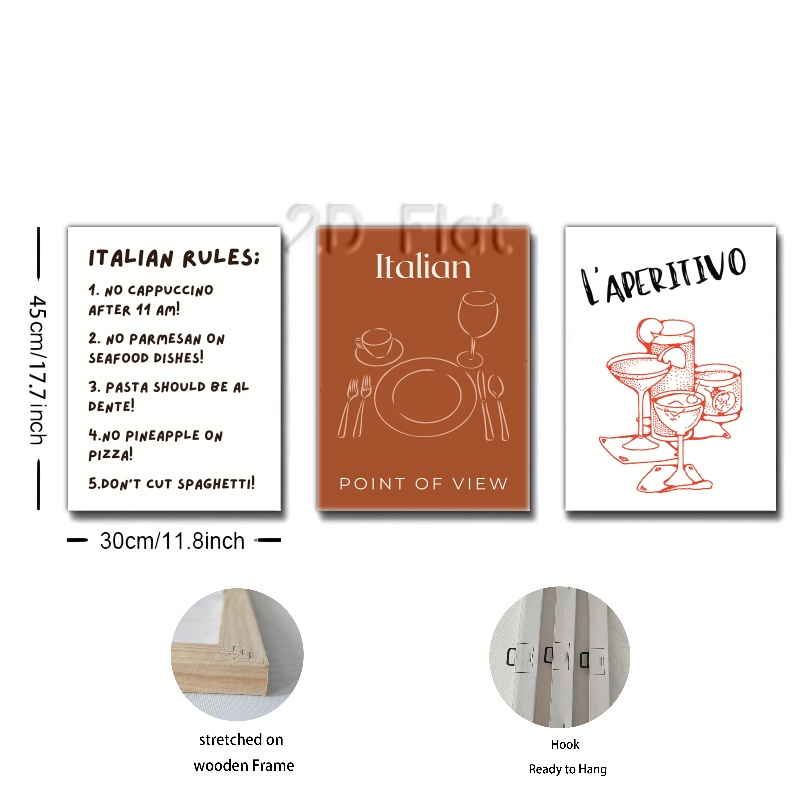 2D Flat
ITALIAN RULES:
1. NO CAPPUCCINO
AFTER 11 AM!
2. NO PARMESAN ON
SEAFOOD DISHES!
3. PASTA SHOULD BE AL
DENTE!
4.NO PINEAPPLE ON
PIZZA!
5.DON'T CUT SPAGHETTI!
Italian
POINT OF VIEW
L'APERITIVO
45cm/17.7inch
30cm/11.8inch
stretched on
wooden Frame
Hook
Ready to Hang